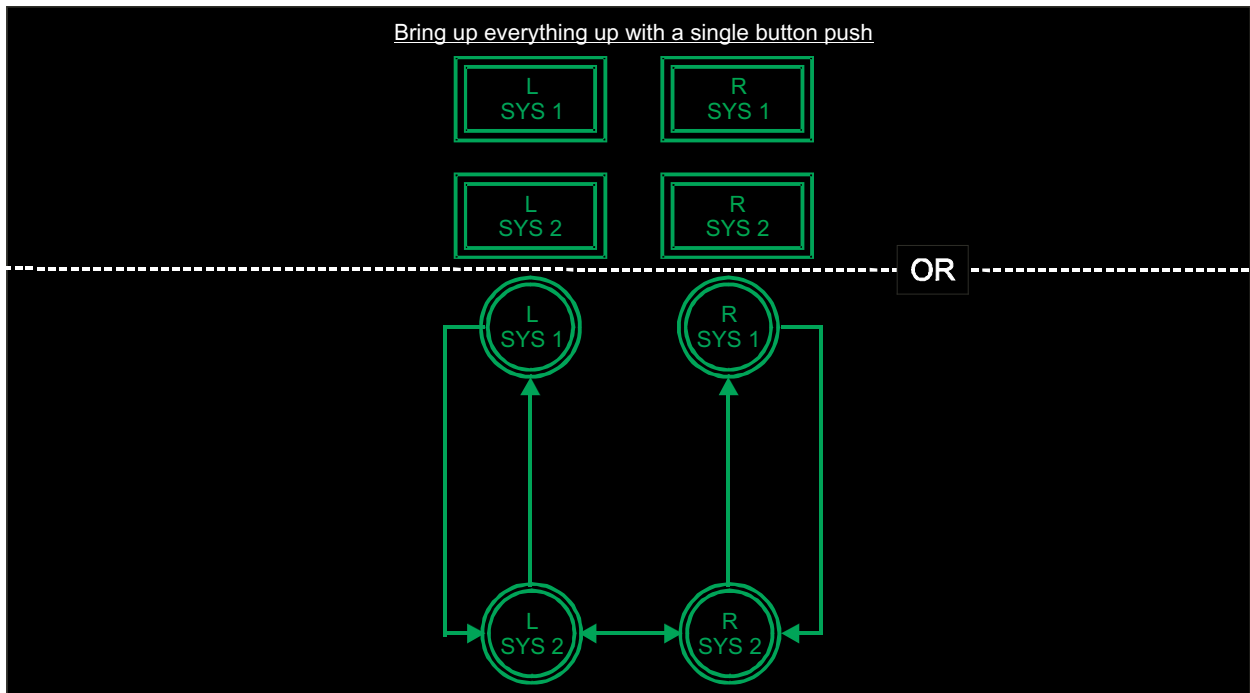 Bring up everything up with a single button push
L
SYS 1
R
SYS 1
L
SYS 2
R
SYS 2
OR
L
SYS 1
R
SYS 1
L
SYS 2
R
SYS 2